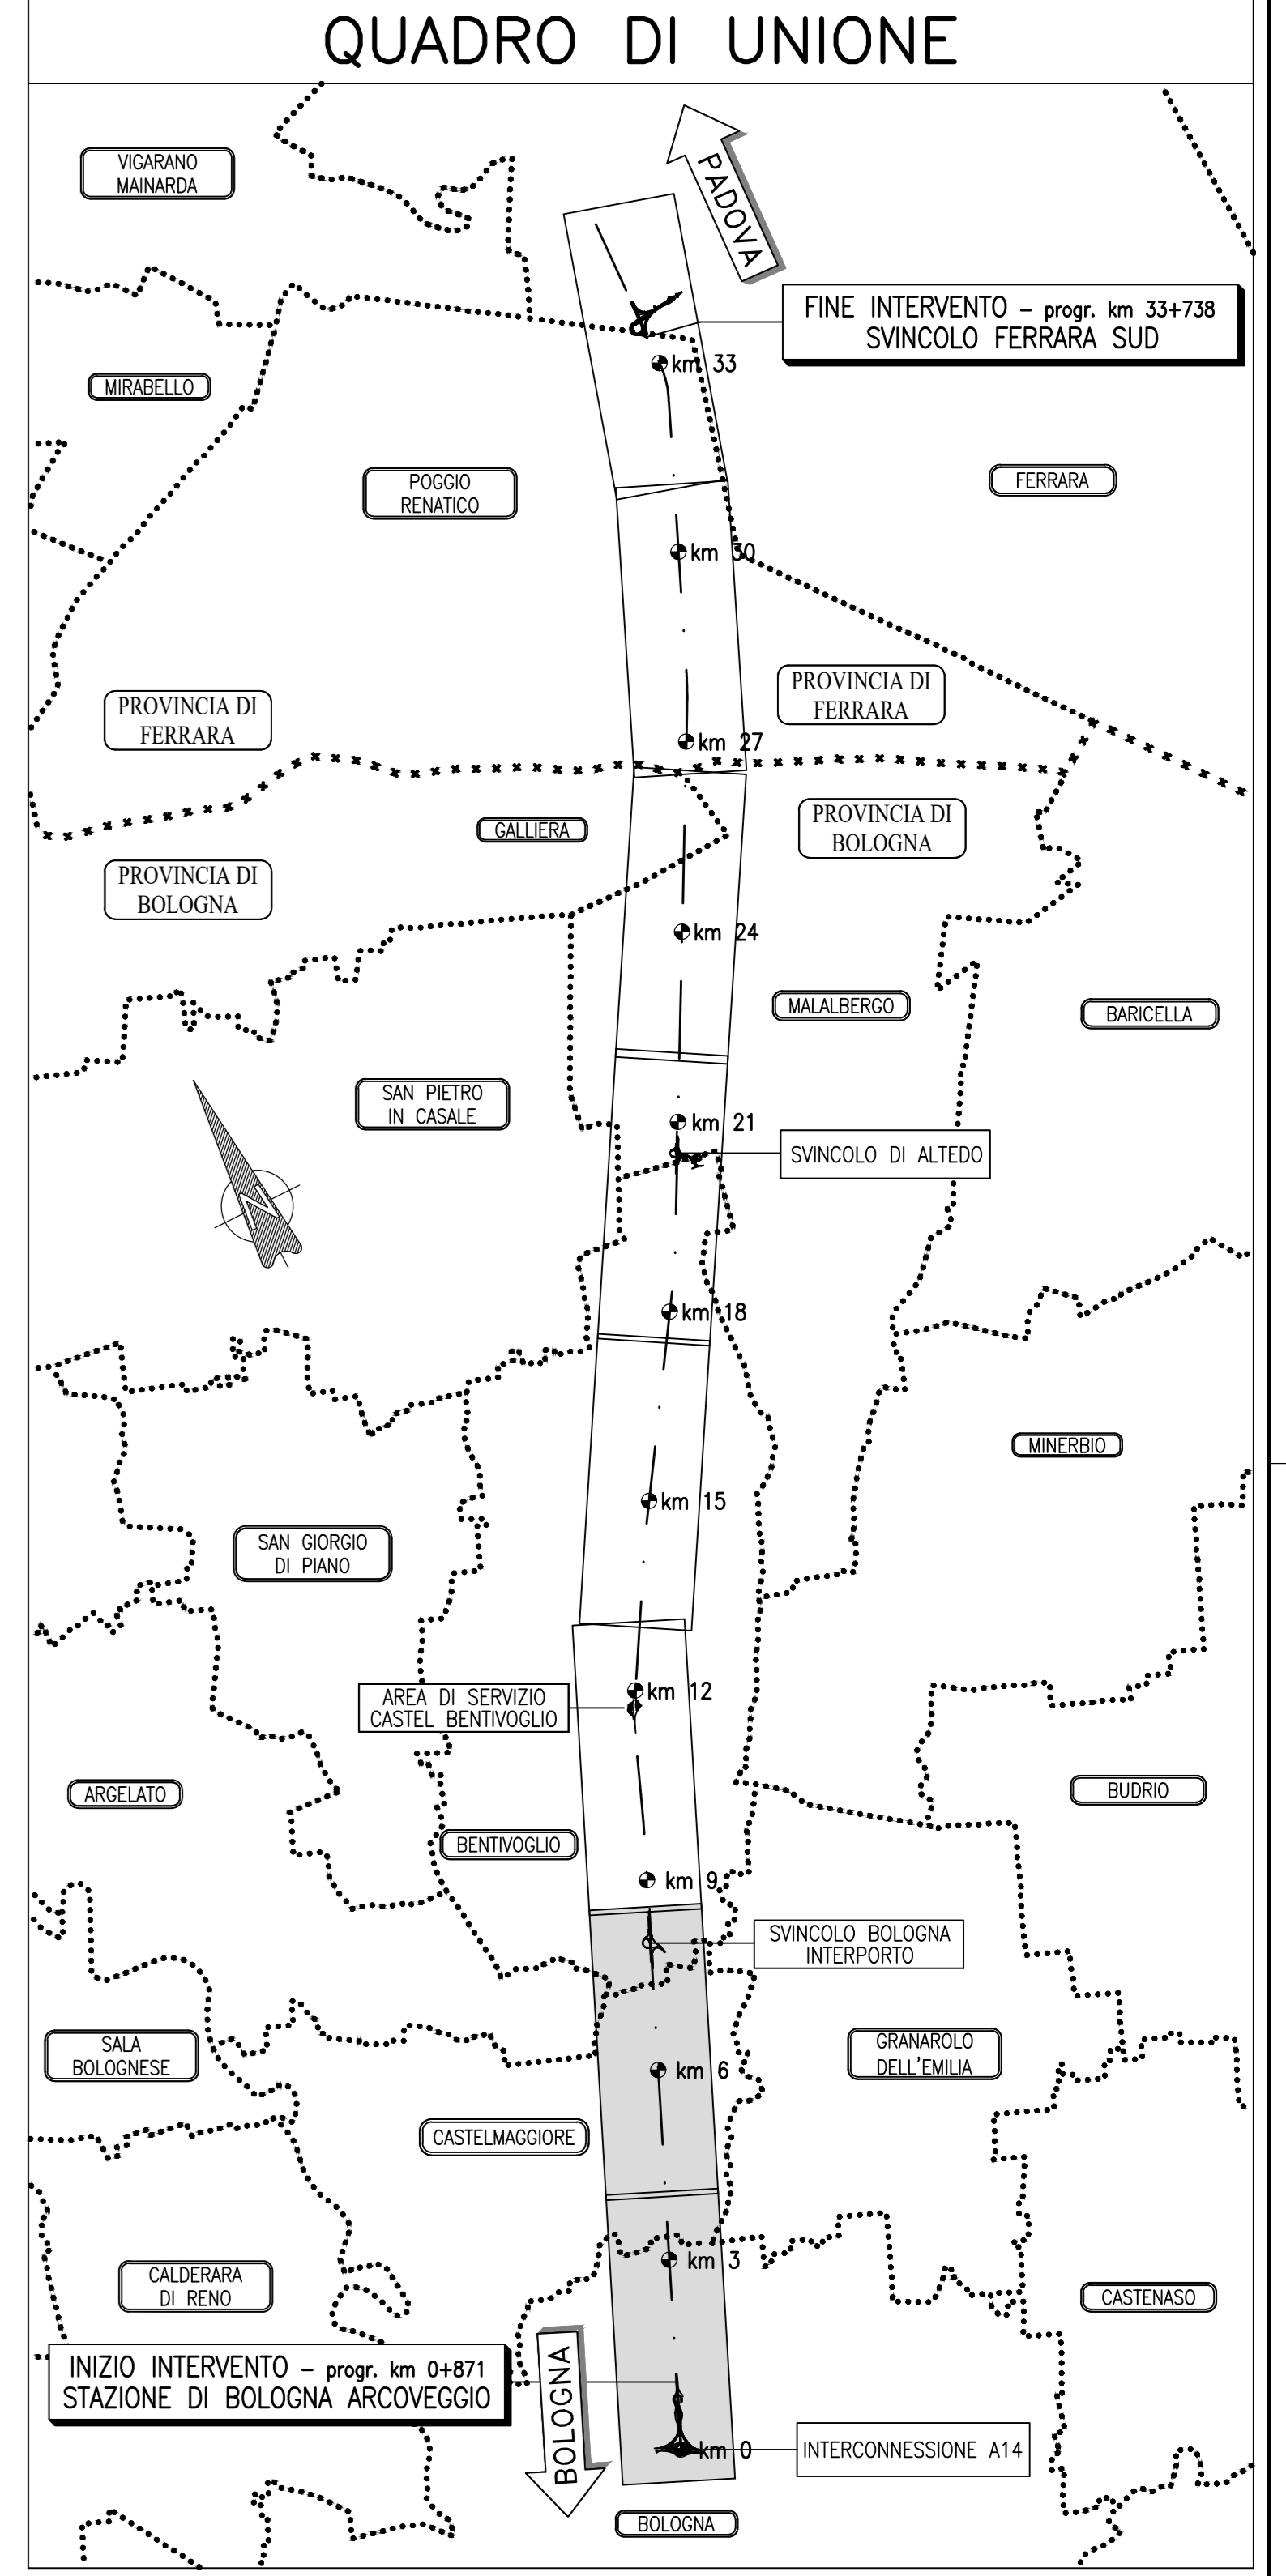 QUADRO DI UNIONE
VIGARANO
MAINARDA
PADOVA
FINE INTERVENTO - progr. km 33+738
SVINCOLO FERRARA SUD
km 33
MIRABELLO
POGGIO
RENATICO
FERRARA
km 30
PROVINCIA DI
FERRARA
PROVINCIA DI
FERRARA
km 27
GALLIERA
PROVINCIA DI
BOLOGNA
PROVINCIA DI
BOLOGNA
km 24
MALALBERGO
BARICELLA
SAN PIETRO
IN CASALE
km 21
SVINCOLO DI ALTEDO
N
km 18
MINERBIO
km 15
SAN GIORGIO
DI PIANO
km 12
AREA DI SERVIZIO
CASTEL BENTIVOGLIO
ARGELATO
BUDRIO
BENTIVOGLIO
km 9
SVINCOLO BOLOGNA
INTERPORTO
SALA
BOLOGNESE
GRANAROLO
DELL'EMILIA
km 6
CASTELMAGGIORE
km 3
CALDERARA
DI RENO
CASTENASO
INIZIO INTERVENTO - progr. km 0+871
STAZIONE DI BOLOGNA ARCOVEGGIO
BOLOGNA
km 0
INTERCONNESSIONE A14
BOLOGNA